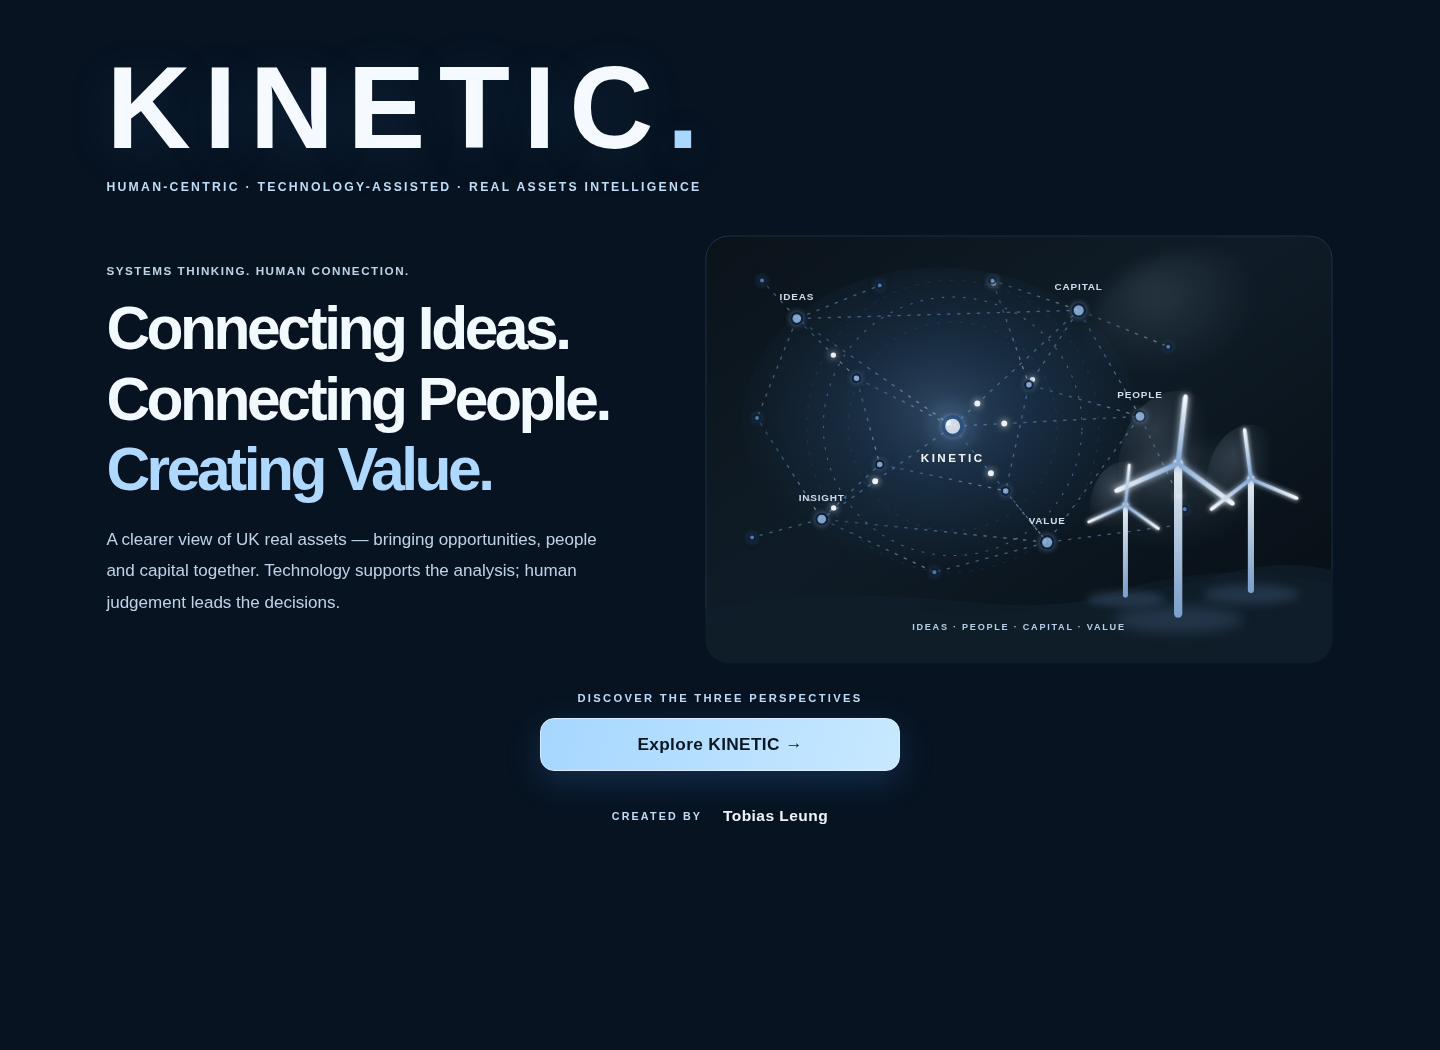 KINETIC.
HUMAN-CENTRIC · TECHNOLOGY-ASSISTED · REAL ASSETS INTELLIGENCE
SYSTEMS THINKING. HUMAN CONNECTION.
Connecting Ideas.
Connecting People.
Creating Value.
A clearer view of UK real assets — bringing opportunities, people
and capital together. Technology supports the analysis; human
judgement leads the decisions.
IDEAS
CAPITAL
PEOPLE
KINETIC
INSIGHT
VALUE
IDEAS · PEOPLE · CAPITAL · VALUE
DISCOVER THE THREE PERSPECTIVES
Explore KINETIC →
CREATED BY Tobias Leung